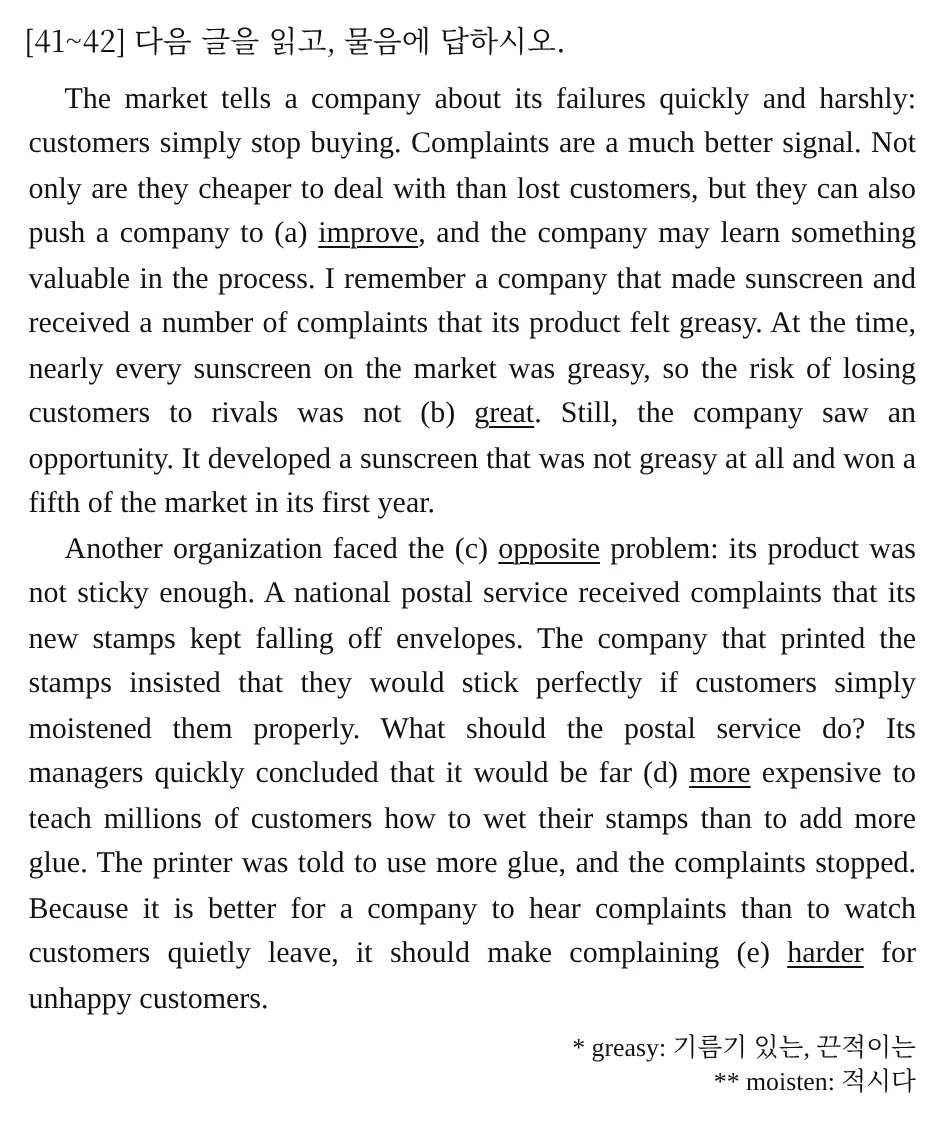 [41~42] 다음 글을 읽고, 물음에 답하시오.
The market tells a company about its failures quickly and harshly:
customers simply stop buying. Complaints are a much better signal. Not
only are they cheaper to deal with than lost customers, but they can also
push a company to (a) improve, and the company may learn something
valuable in the process. I remember a company that made sunscreen and
received a number of complaints that its product felt greasy. At the time,
nearly every sunscreen on the market was greasy, so the risk of losing
customers to rivals was not (b) great. Still, the company saw an
opportunity. It developed a sunscreen that was not greasy at all and won a
fifth of the market in its first year.
Another organization faced the (c) opposite problem: its product was
not sticky enough. A national postal service received complaints that its
new stamps kept falling off envelopes. The company that printed the
stamps insisted that they would stick perfectly if customers simply
moistened them properly. What should the postal service do? Its
managers quickly concluded that it would be far (d) more expensive to
teach millions of customers how to wet their stamps than to add more
glue. The printer was told to use more glue, and the complaints stopped.
Because it is better for a company to hear complaints than to watch
customers quietly leave, it should make complaining (e) harder for
unhappy customers.
* greasy: 기름기 있는, 끈적이는
** moisten: 적시다